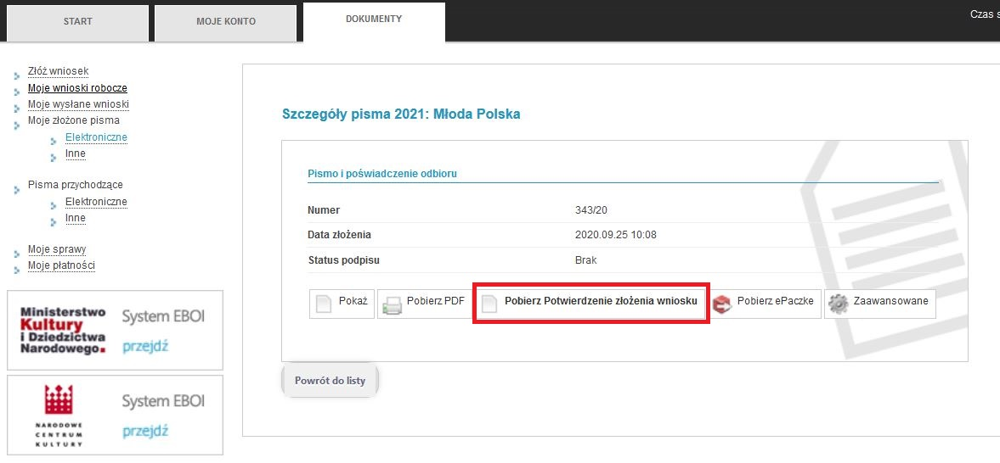 START
MOJE KONTO
DOKUMENTY
Czas s
Złóż wniosek
Moje wnioski robocze
Moje wysłane wnioski
Moje złożone pisma
Elektroniczne
Inne
Pisma przychodzące
Elektroniczne
Inne
Moje sprawy
Moje płatności
Ministerstwo
Kultury
i Dziedzictwa
Narodowego.
System EBOI
przejdź
NARODOWE
CENTRUM
KULTURY
System EBOI
przejdź
Szczegóły pisma 2021: Młoda Polska
Pismo i poświadczenie odbioru
Numer 343/20
Data złożenia 2020.09.25 10:08
Status podpisu Brak
Pokaż Pobierz PDF Pobierz Potwierdzenie złożenia wniosku Pobierz ePaczke Zaawansowane
Powrót do listy